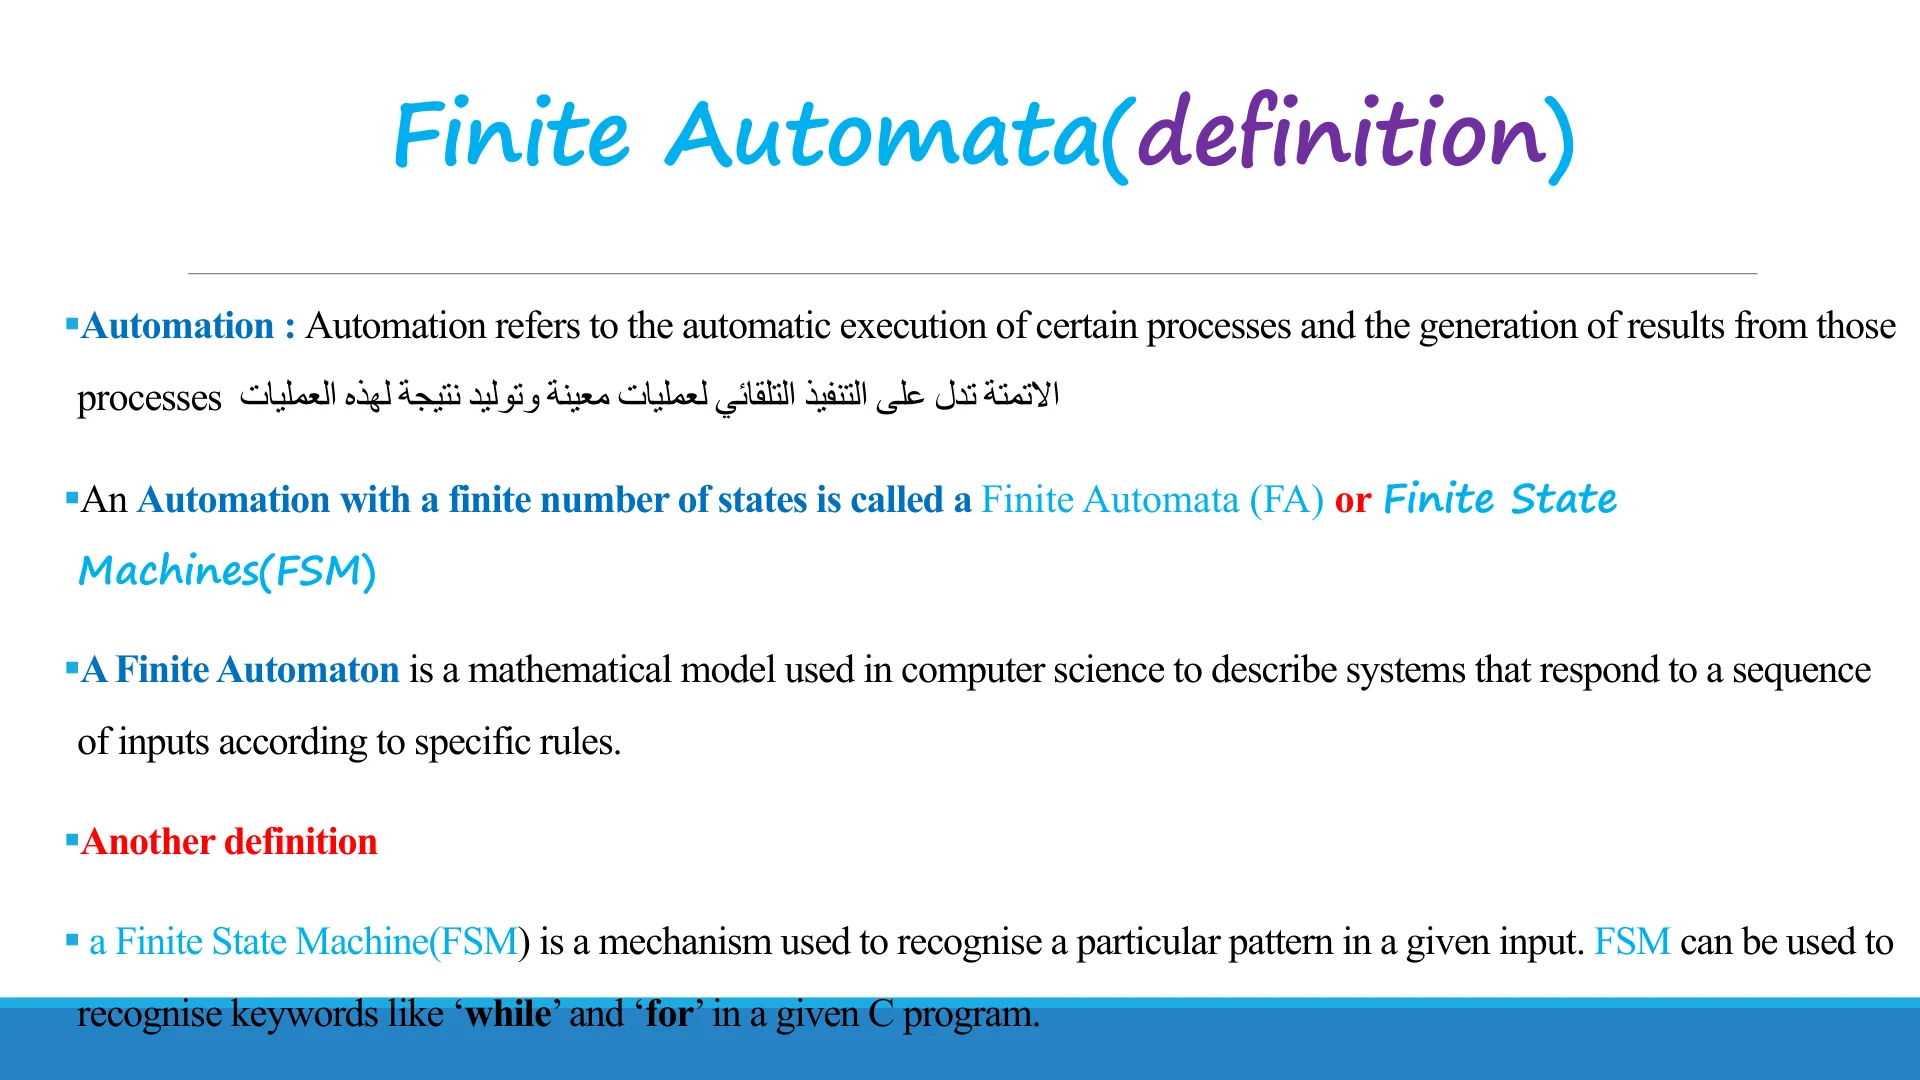 Finite Automata(definition)
▪Automation : Automation refers to the automatic execution of certain processes and the generation of results from those
processes الاتمتة تدل على التنفيذ التلقائي لعمليات معينة وتوليد نتيجة لهذه العمليات
▪An Automation with a finite number of states is called a Finite Automata (FA) or Finite State
Machines(FSM)
▪A Finite Automaton is a mathematical model used in computer science to describe systems that respond to a sequence
of inputs according to specific rules.
▪Another definition
▪ a Finite State Machine(FSM) is a mechanism used to recognise a particular pattern in a given input. FSM can be used to
recognise keywords like ‘while’ and ‘for’ in a given C program.